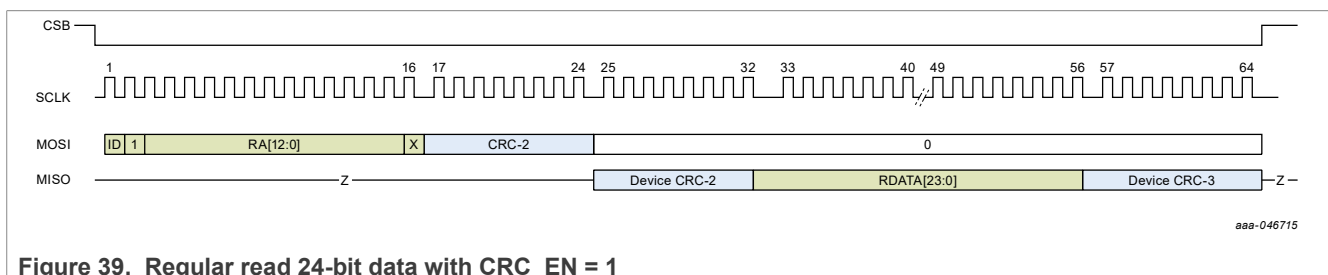 CSB
1 16 17 24 25 32 33 40 49 56 57 64
SCLK
MOSI ID 1 RA[12:0] X CRC-2 0
MISO Z Device CRC-2 RDATA[23:0] Device CRC-3 Z
aaa-046715
Figure 39. Regular read 24-bit data with CRC_EN = 1